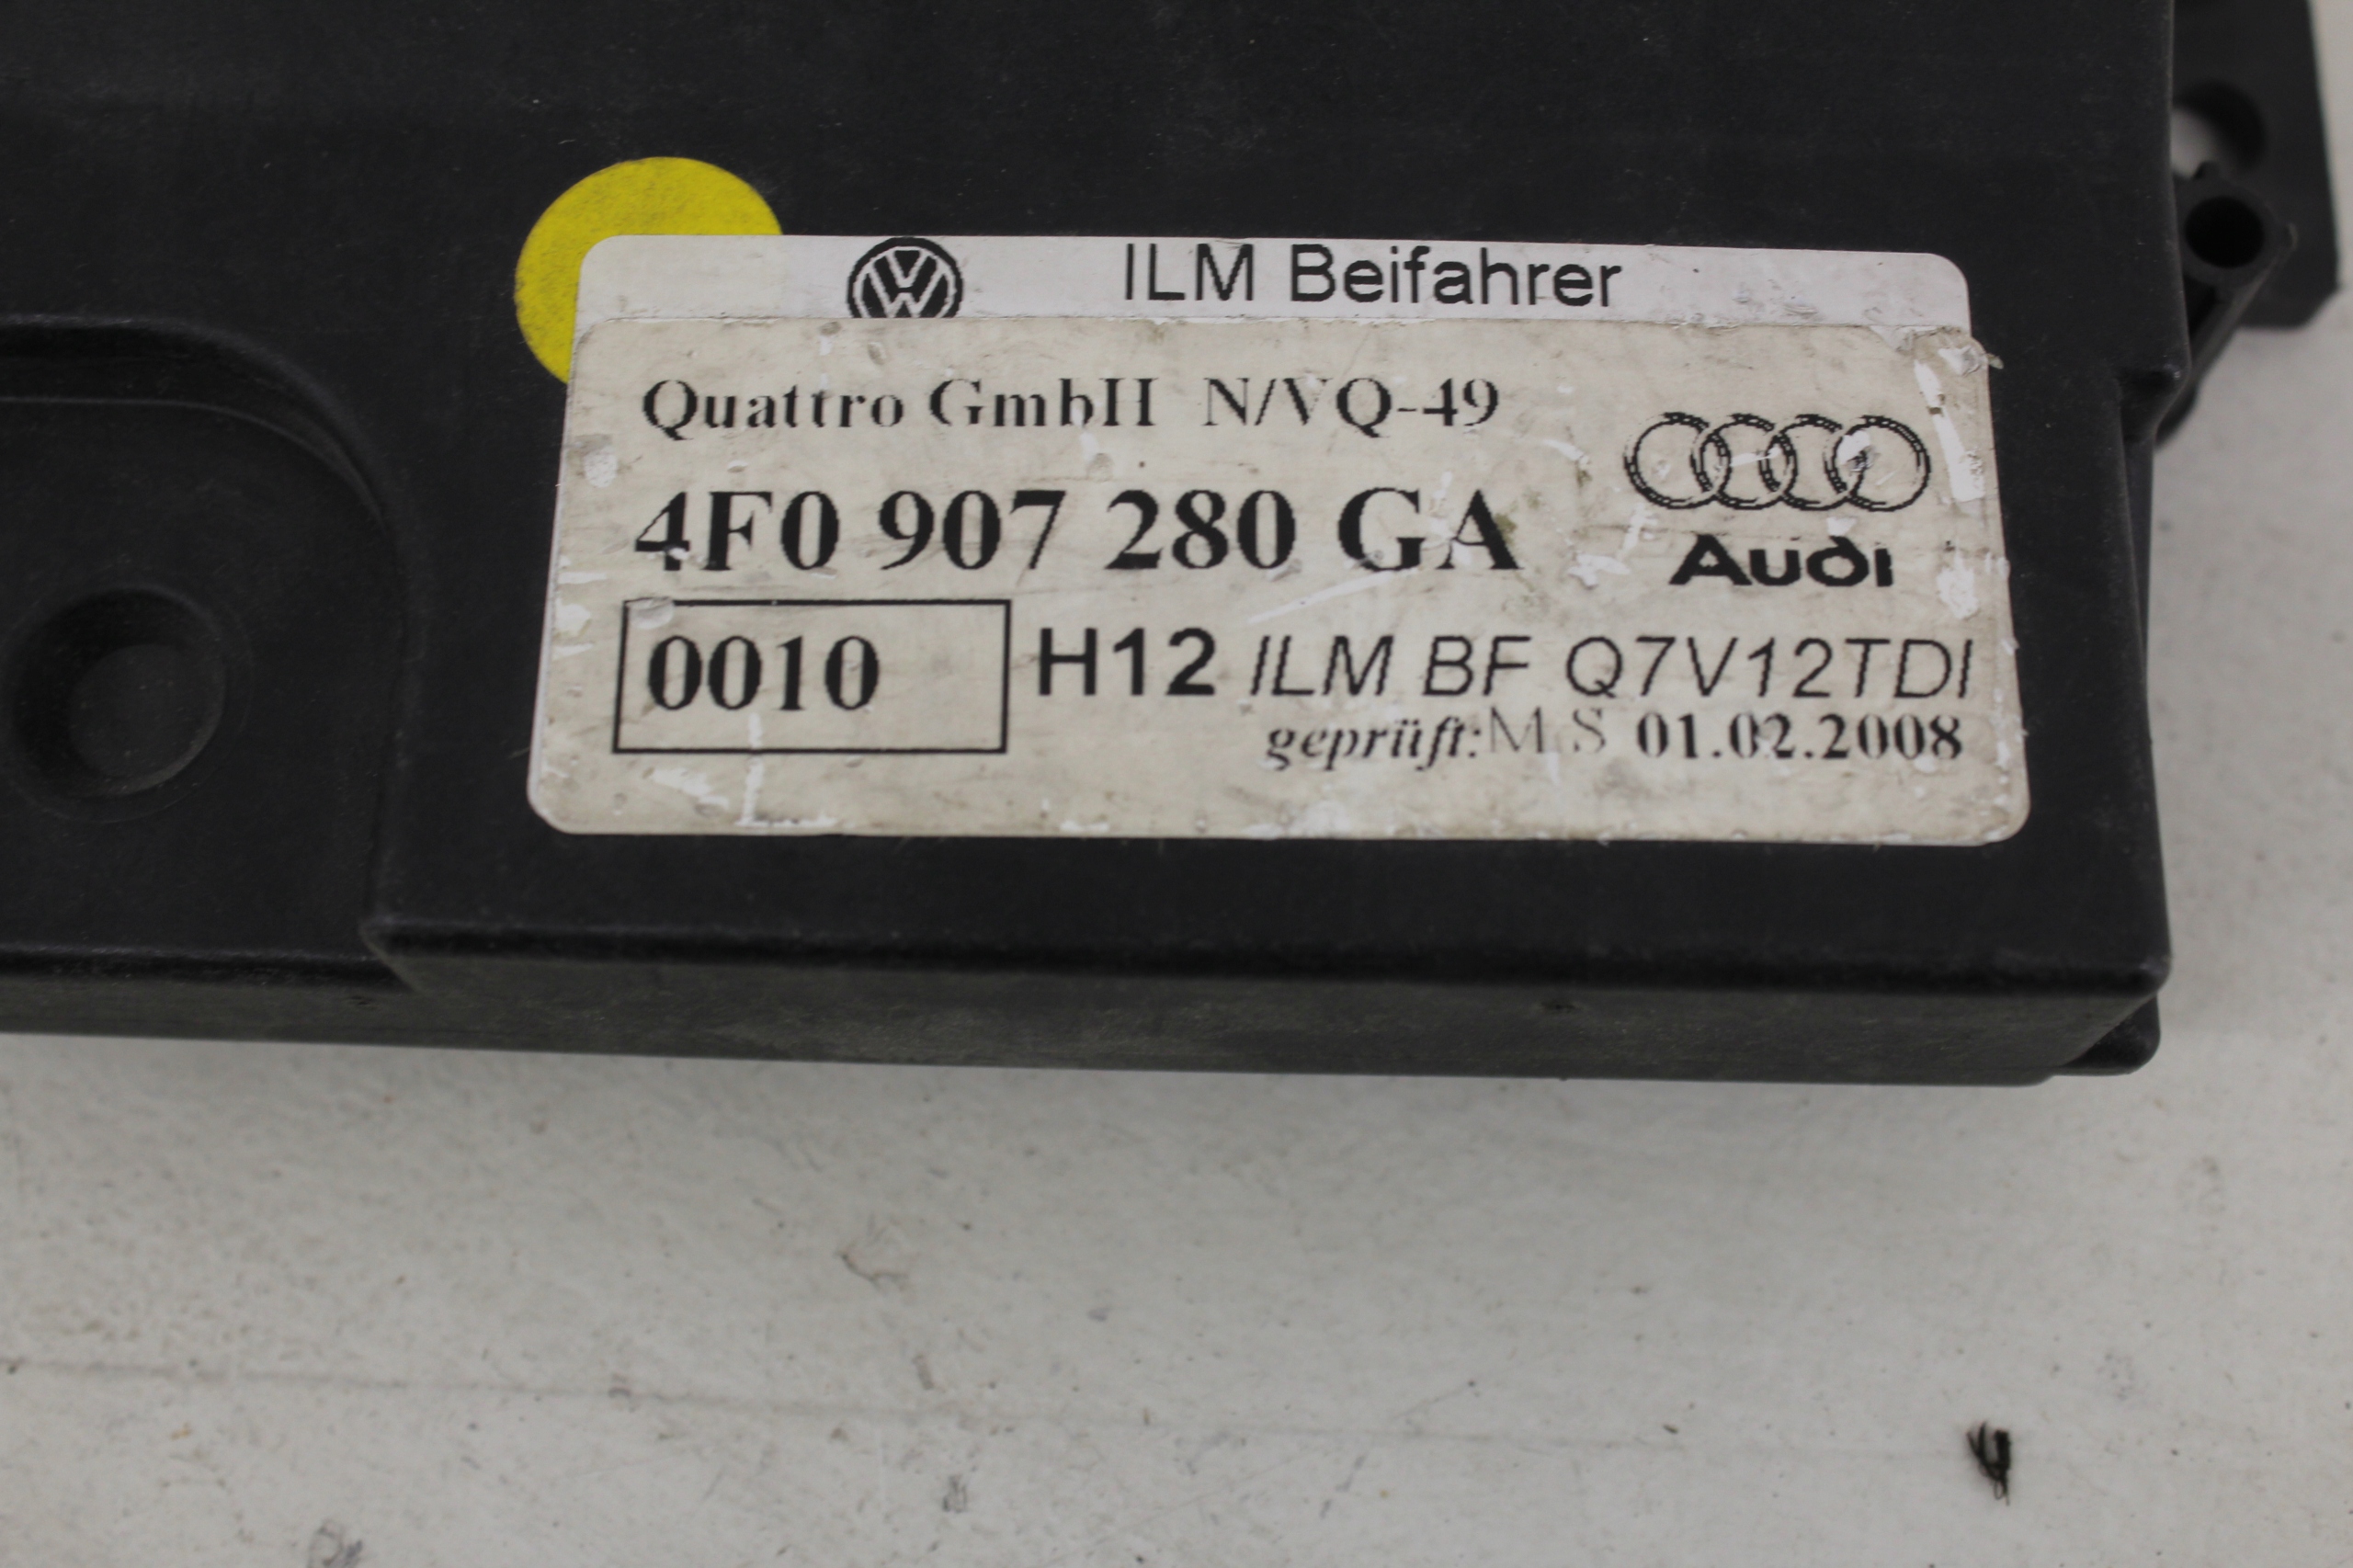 ILM Beifahrer
Quattro GmbH N/VQ-49
4F0 907 280 GA
Audi
0010 H12 ILM BF Q7V12TDI
geprüft: M S 01.02.2008